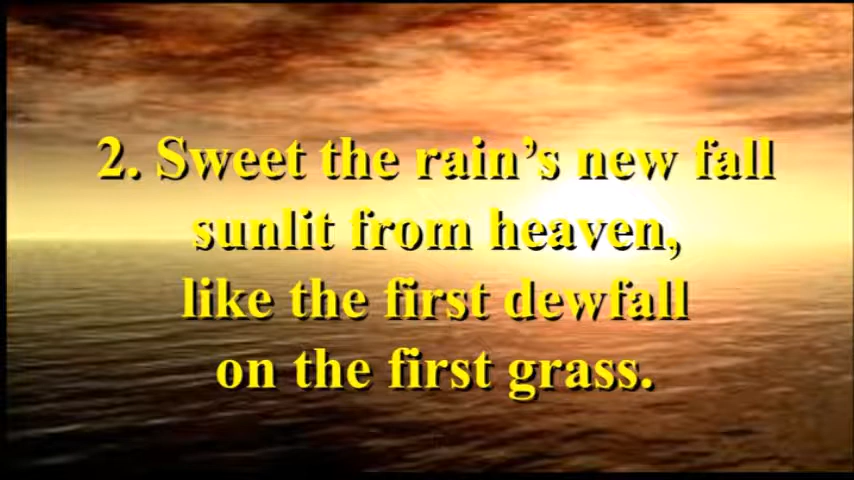 2. Sweet the rain’s new fall
sunlit from heaven,
like the first dewfall
on the first grass.